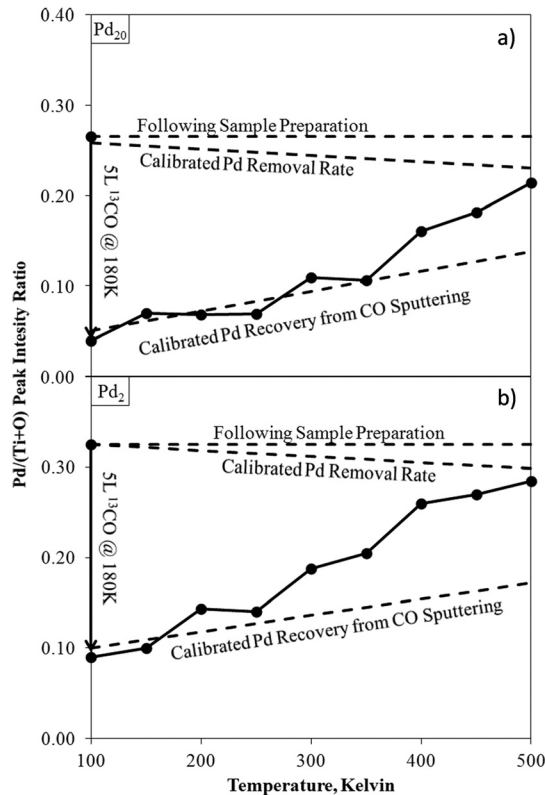 Pd20
a)
0.40
Following Sample Preparation
Calibrated Pd Removal Rate
0.30
5L 13CO @ 180K
0.20
0.10
Calibrated Pd Recovery from CO Sputtering
0.00
Pd/(Ti+O) Peak Intesity Ratio
Pd2
b)
Following Sample Preparation
Calibrated Pd Removal Rate
0.30
5L 13CO @ 180K
0.20
0.10
Calibrated Pd Recovery from CO Sputtering
0.00
100 200 300 400 500
Temperature, Kelvin